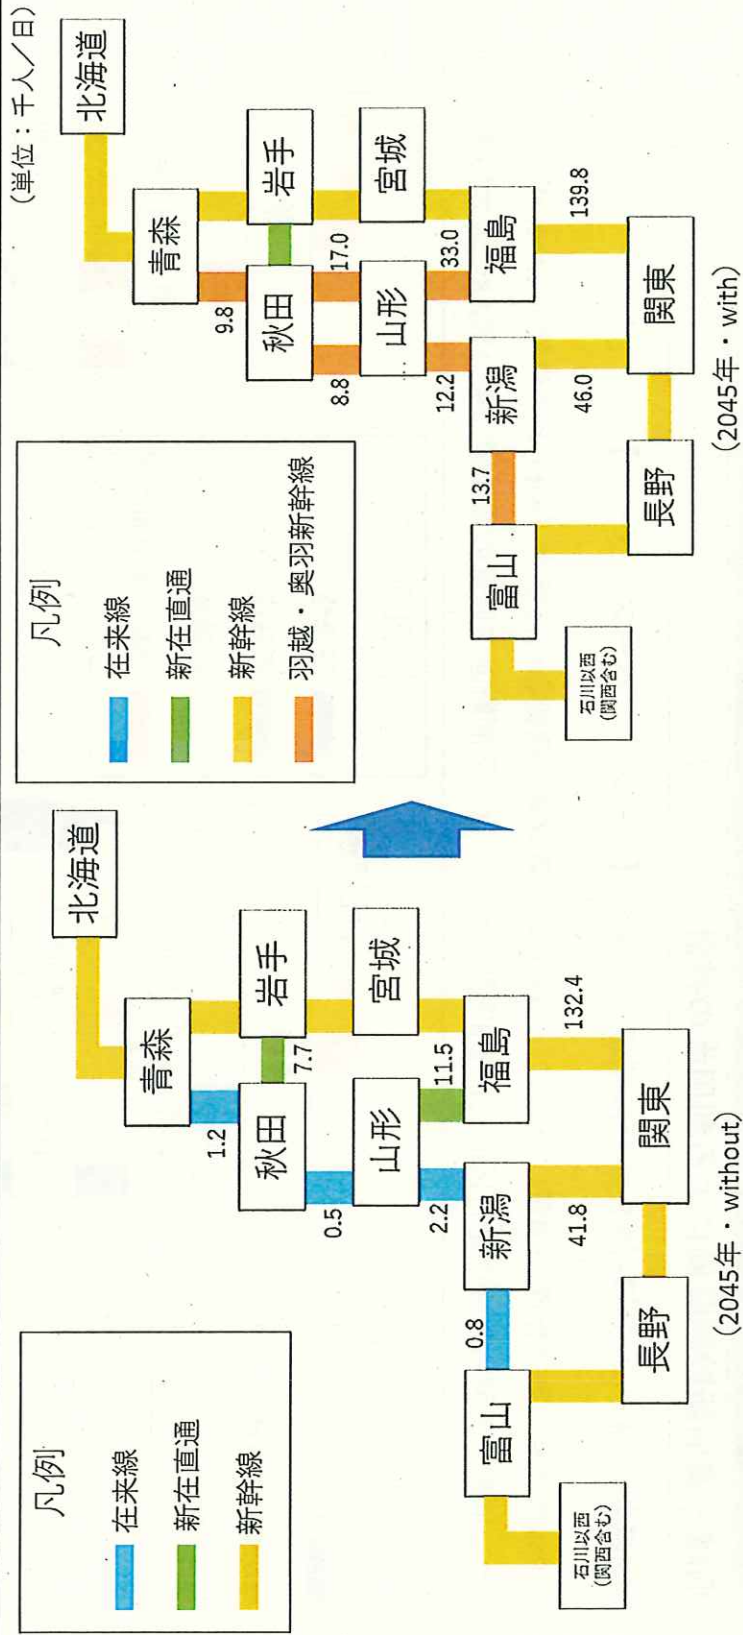 (単位：千人／日)
凡例
在来線
新在直通
新幹線
北海道
青森
1.2
秋田
岩手
7.7
0.5
山形
宮城
2.2
11.5
新潟
福島
0.8
富山
41.8
132.4
石川以西
(関西含む)
長野
関東
(2045年・without)
凡例
在来線
新在直通
新幹線
羽越・奥羽新幹線
北海道
青森
9.8
秋田
岩手
8.8
17.0
山形
宮城
12.2
33.0
新潟
福島
13.7
富山
46.0
139.8
石川以西
(関西含む)
長野
関東
(2045年・with)